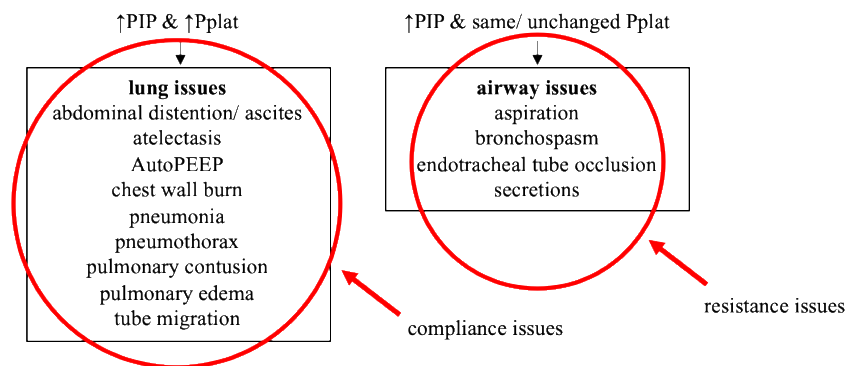 ↑PIP & ↑Pplat
lung issues
abdominal distention/ ascites
atelectasis
AutoPEEP
chest wall burn
pneumonia
pneumothorax
pulmonary contusion
pulmonary edema
tube migration
compliance issues
↑PIP & same/ unchanged Pplat
airway issues
aspiration
bronchospasm
endotracheal tube occlusion
secretions
resistance issues